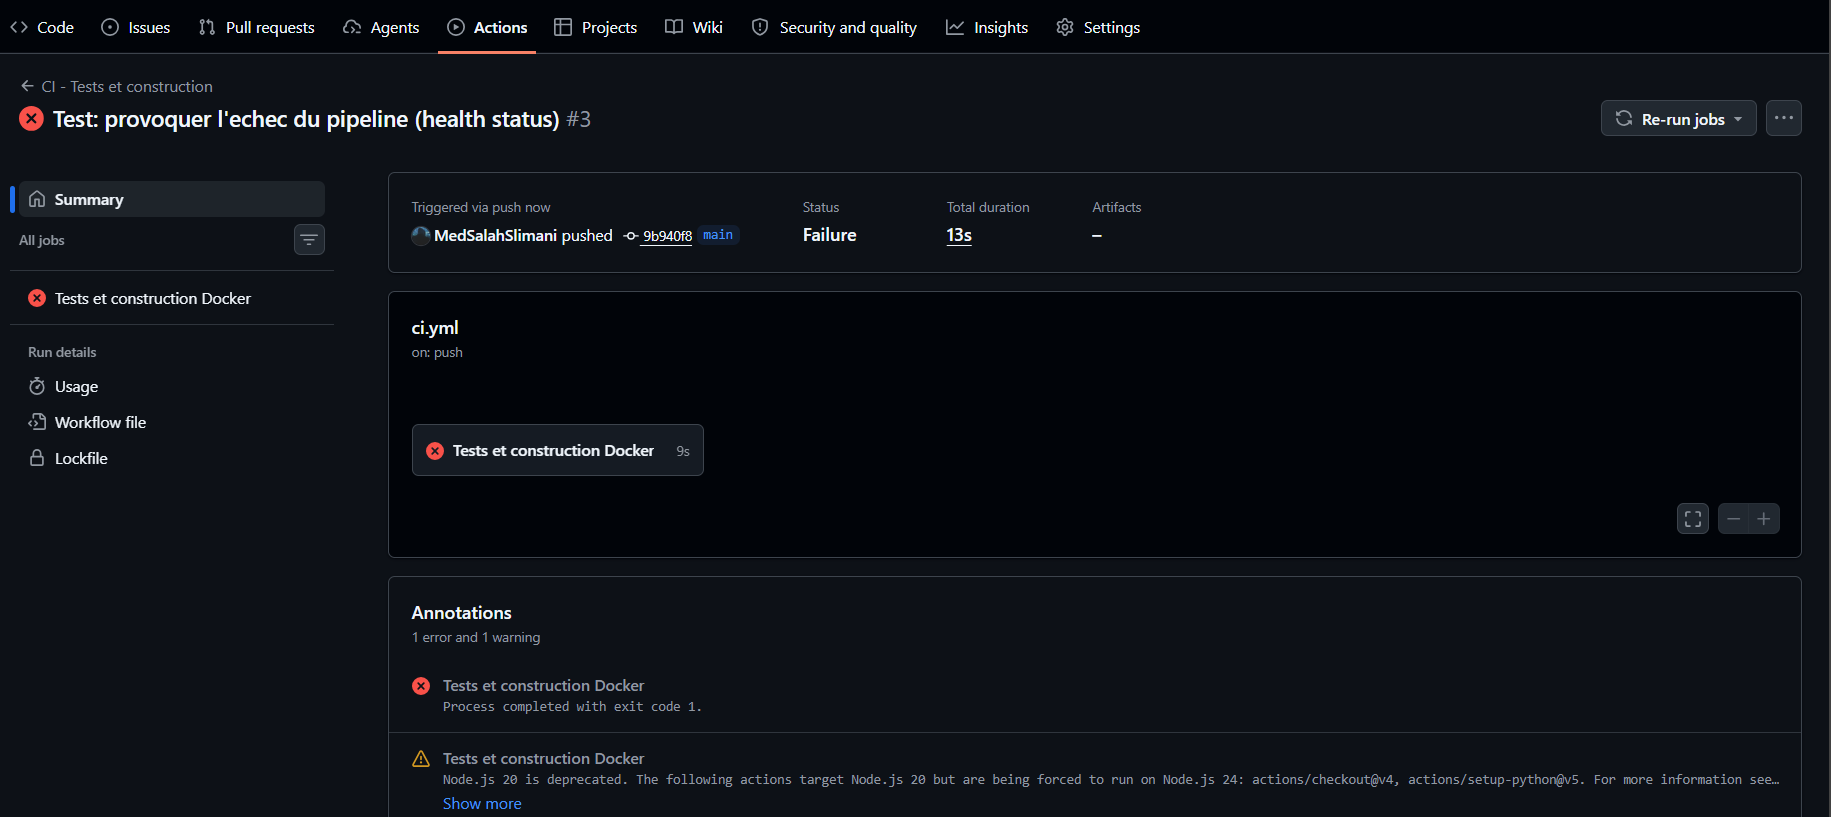 Code Issues Pull requests Agents Actions Projects Wiki Security and quality Insights Settings
CI - Tests et construction
Test: provoquer l'echec du pipeline (health status) #3
Re-run jobs
Summary
All jobs
Tests et construction Docker
Run details
Usage
Workflow file
Lockfile
Triggered via push now
MedSalahSlimani pushed 9b940f8 main
Status
Failure
Total duration
13s
Artifacts
–
ci.yml
on: push
Tests et construction Docker 9s
Annotations
1 error and 1 warning
Tests et construction Docker
Process completed with exit code 1.
Tests et construction Docker
Node.js 20 is deprecated. The following actions target Node.js 20 but are being forced to run on Node.js 24: actions/checkout@v4, actions/setup-python@v5. For more information see…
Show more